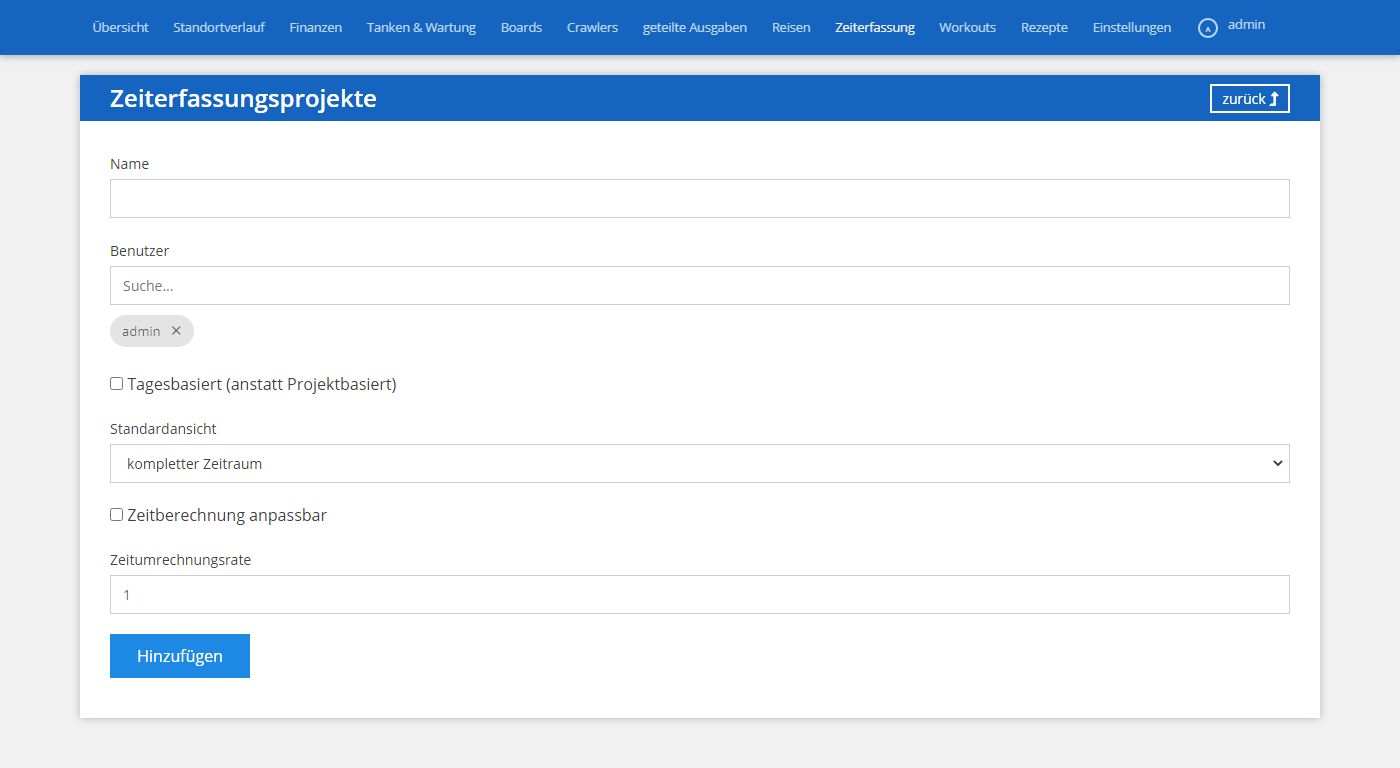 Übersicht Standortverlauf Finanzen Tanken & Wartung Boards Crawlers geteilte Ausgaben Reisen Zeiterfassung Workouts Rezepte Einstellungen A admin
Zeiterfassungsprojekte zurück
Name
Benutzer
Suche...
admin ×
Tagesbasiert (anstatt Projektbasiert)
Standardansicht
kompletter Zeitraum
Zeitberechnung anpassbar
Zeitumrechnungsrate
1
Hinzufügen